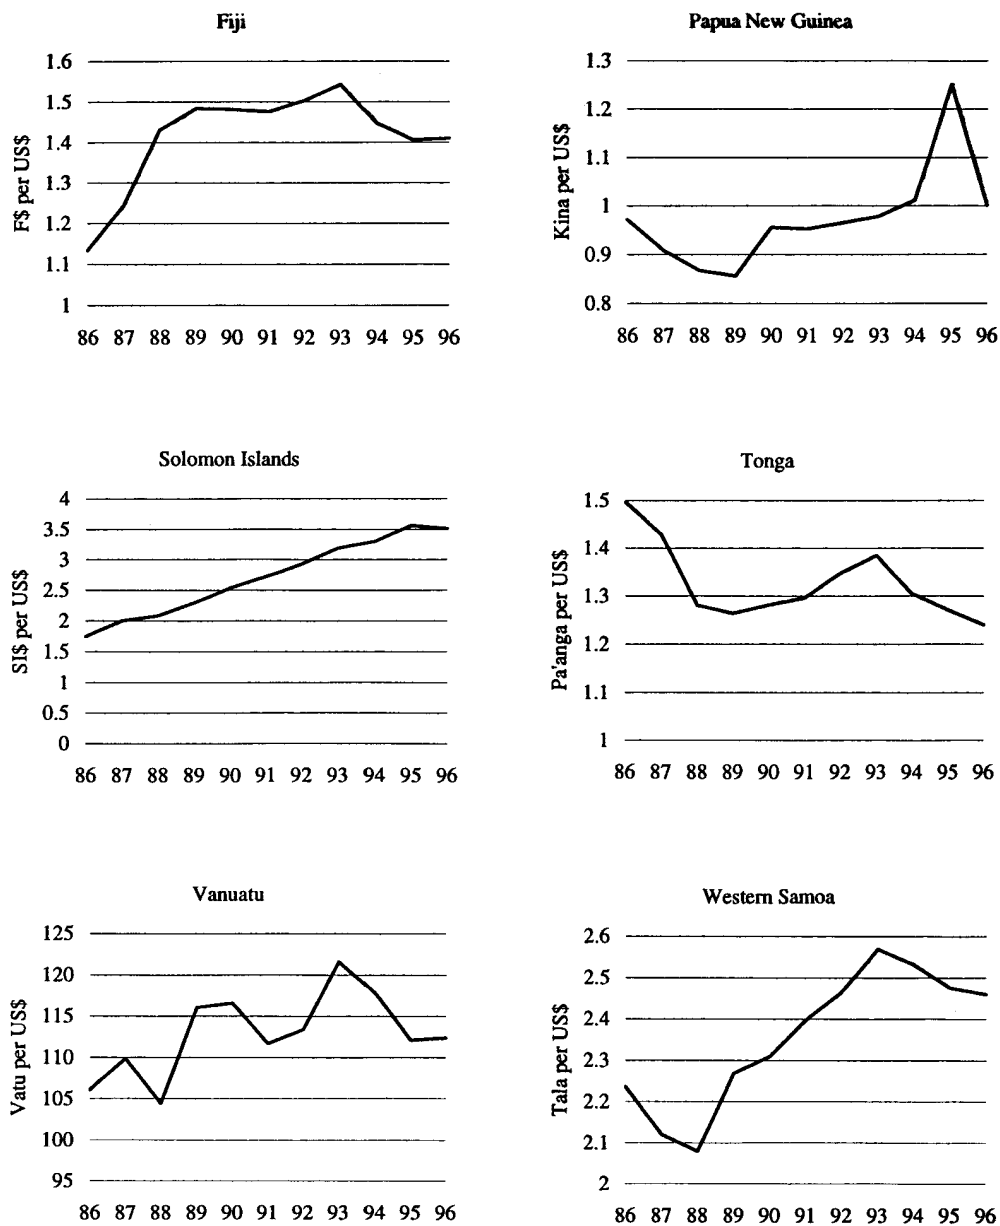 Fiji
F$ per US$
1.6
1.5
1.4
1.3
1.2
1.1
1
86 87 88 89 90 91 92 93 94 95 96
Papua New Guinea
Kina per US$
1.3
1.2
1.1
1
0.9
0.8
86 87 88 89 90 91 92 93 94 95 96
Solomon Islands
SI$ per US$
4
3.5
3
2.5
2
1.5
1
0.5
0
86 87 88 89 90 91 92 93 94 95 96
Tonga
Pa'anga per US$
1.5
1.4
1.3
1.2
1.1
1
86 87 88 89 90 91 92 93 94 95 96
Vanuatu
Vatu per US$
125
120
115
110
105
100
95
86 87 88 89 90 91 92 93 94 95 96
Western Samoa
Tala per US$
2.6
2.5
2.4
2.3
2.2
2.1
2
86 87 88 89 90 91 92 93 94 95 96